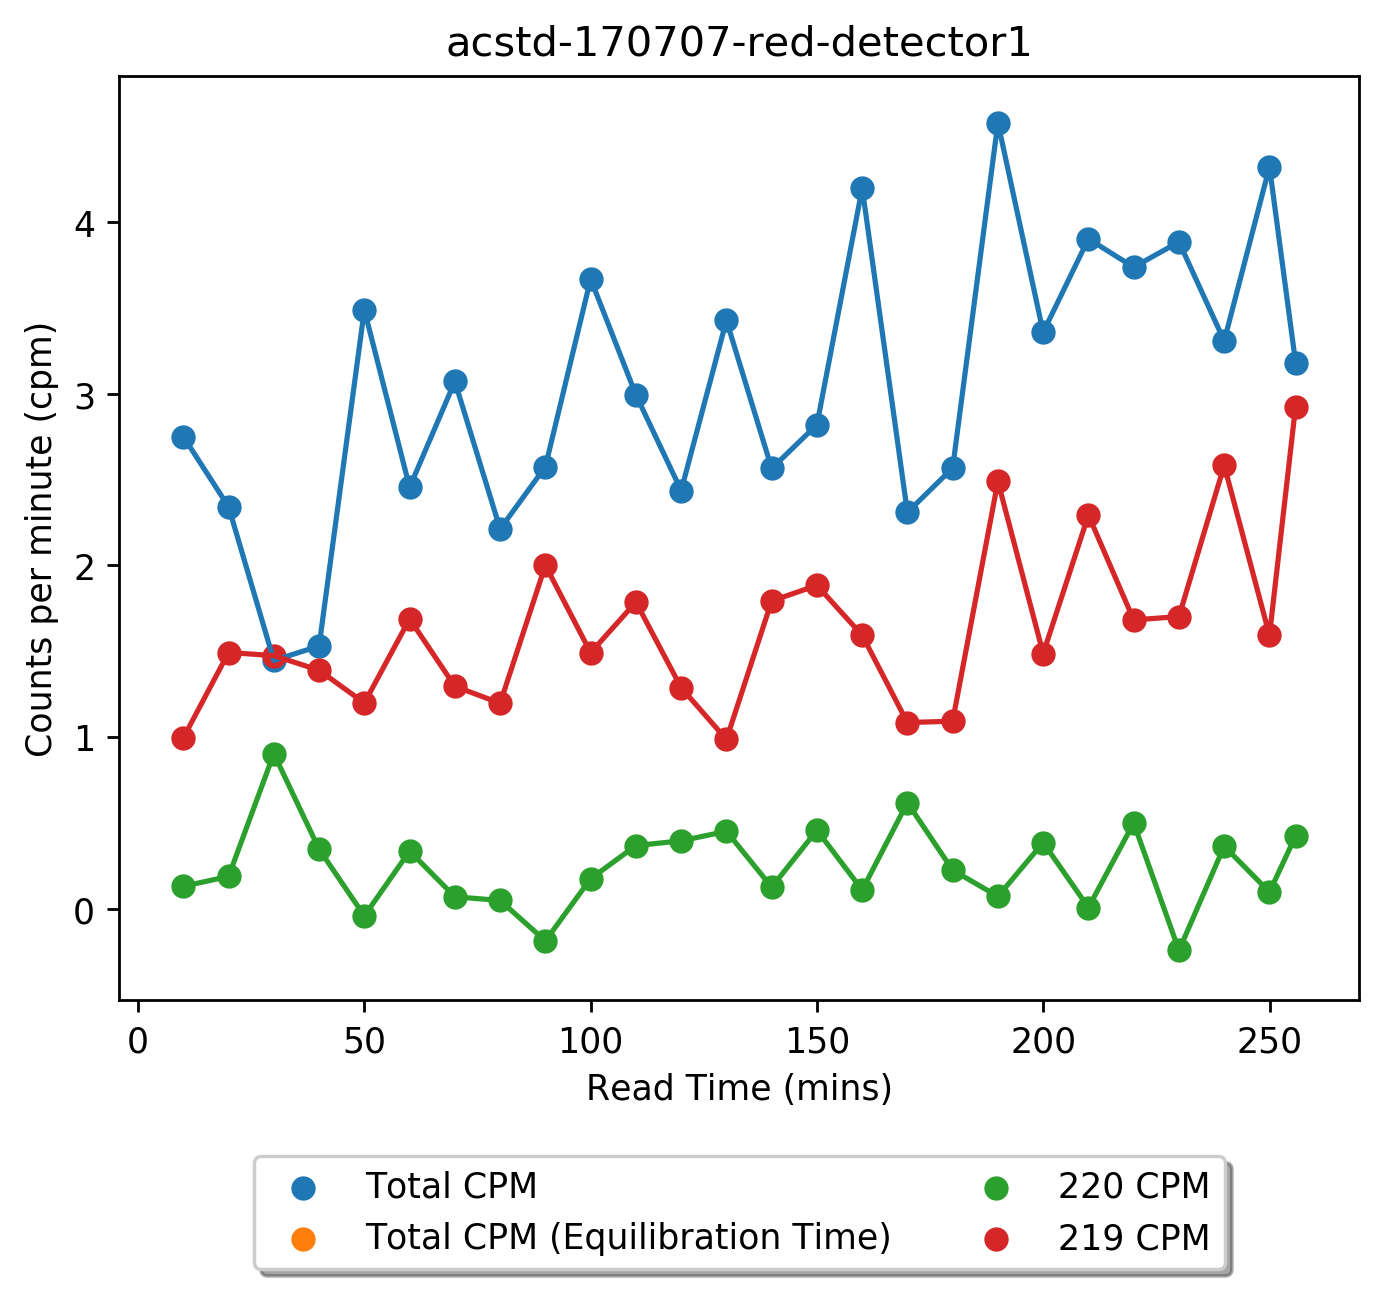 acstd-170707-red-detector1
Counts per minute (cpm)
4
3
2
1
0
0 50 100 150 200 250
Read Time (mins)
Total CPM
Total CPM (Equilibration Time)
220 CPM
219 CPM